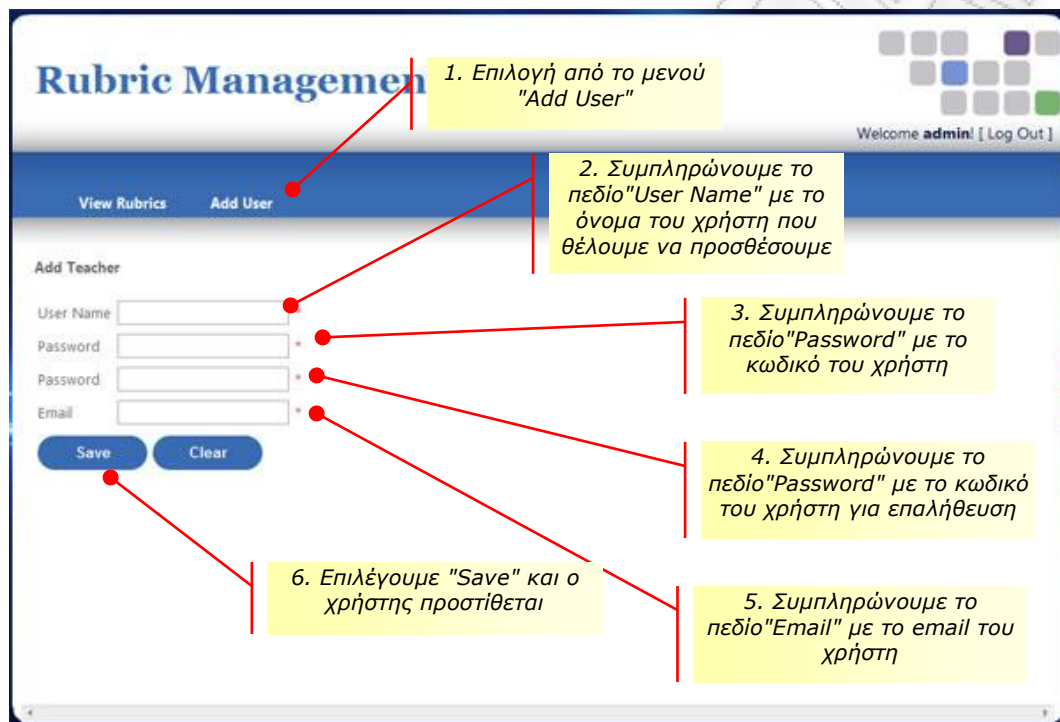 Rubric Managemen
1. Επιλογή από το μενού
"Add User"
Welcome admin! [ Log Out ]
View Rubrics
Add User
2. Συμπληρώνουμε το
πεδίο"User Name" με το
όνομα του χρήστη που
θέλουμε να προσθέσουμε
Add Teacher
User Name *
Password *
Password *
Email *
Save
Clear
3. Συμπληρώνουμε το
πεδίο"Password" με το
κωδικό του χρήστη
4. Συμπληρώνουμε το
πεδίο"Password" με το κωδικό
του χρήστη για επαλήθευση
5. Συμπληρώνουμε το
πεδίο"Email" με το email του
χρήστη
6. Επιλέγουμε "Save" και ο
χρήστης προστίθεται